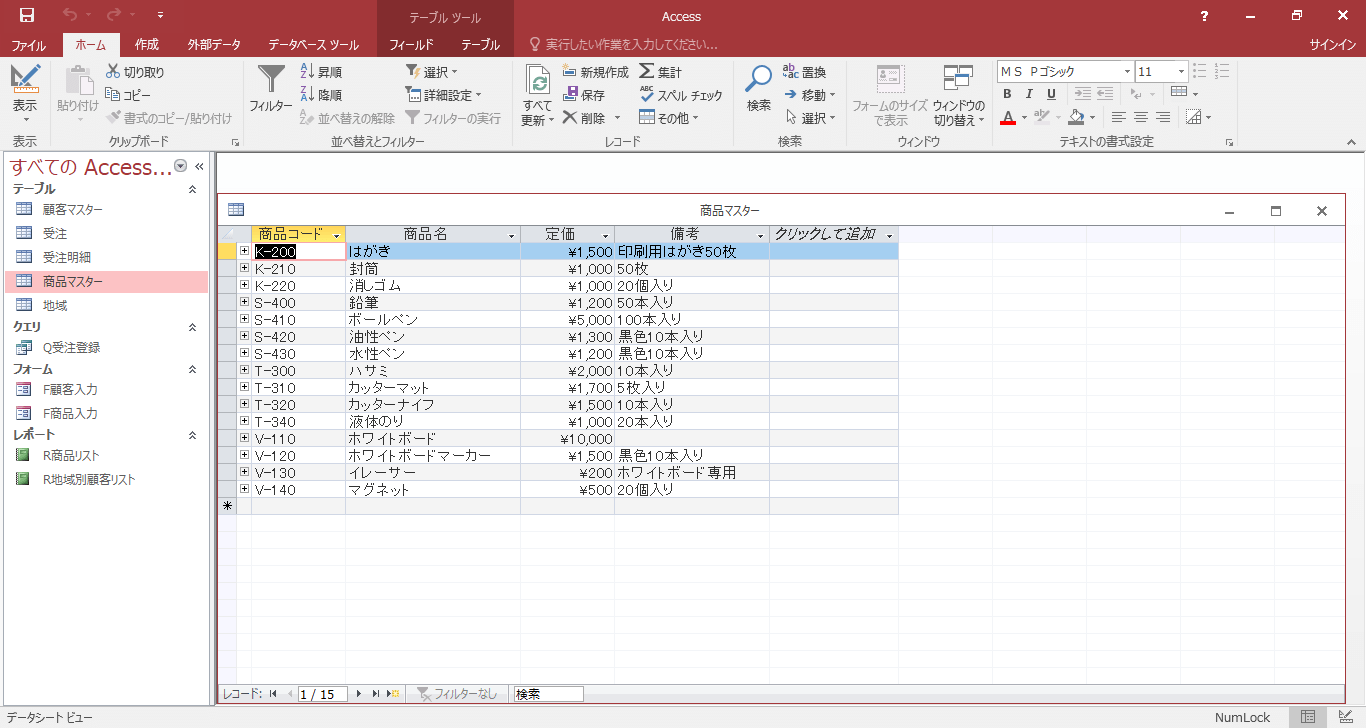 テーブル ツール
Access
?
ファイル ホーム 作成 外部データ データベース ツール フィールド テーブル 実行したい作業を入力してください... サインイン
表示
表示
貼り付け
切り取り
コピー
書式のコピー/貼り付け
クリップボード
フィルター
昇順
降順
並べ替えの解除
選択
詳細設定
フィルターの実行
並べ替えとフィルター
すべて
更新
新規作成
保存
削除
集計
スペル チェック
その他
レコード
検索
置換
移動
選択
検索
フォームのサイズ
で表示
ウィンドウの
切り替え
ウィンドウ
ＭＳ Ｐゴシック 11
B I U
A
テキストの書式設定
すべての Access...
テーブル
顧客マスター
受注
受注明細
商品マスター
地域
クエリ
Q受注登録
フォーム
F顧客入力
F商品入力
レポート
R商品リスト
R地域別顧客リスト
商品マスター
商品コード 商品名 定価 備考 クリックして追加
K-200 はがき ¥1,500 印刷用はがき50枚
K-210 封筒 ¥1,000 50枚
K-220 消しゴム ¥1,000 20個入り
S-400 鉛筆 ¥1,200 50本入り
S-410 ボールペン ¥5,000 100本入り
S-420 油性ペン ¥1,300 黒色10本入り
S-430 水性ペン ¥1,200 黒色10本入り
T-300 ハサミ ¥2,000 10本入り
T-310 カッターマット ¥1,700 5枚入り
T-320 カッターナイフ ¥1,500 10本入り
T-340 液体のり ¥1,000 20本入り
V-110 ホワイトボード ¥10,000
V-120 ホワイトボードマーカー ¥1,500 黒色10本入り
V-130 イレーサー ¥200 ホワイトボード専用
V-140 マグネット ¥500 20個入り
レコード: 1 / 15 フィルターなし 検索
データシート ビュー NumLock